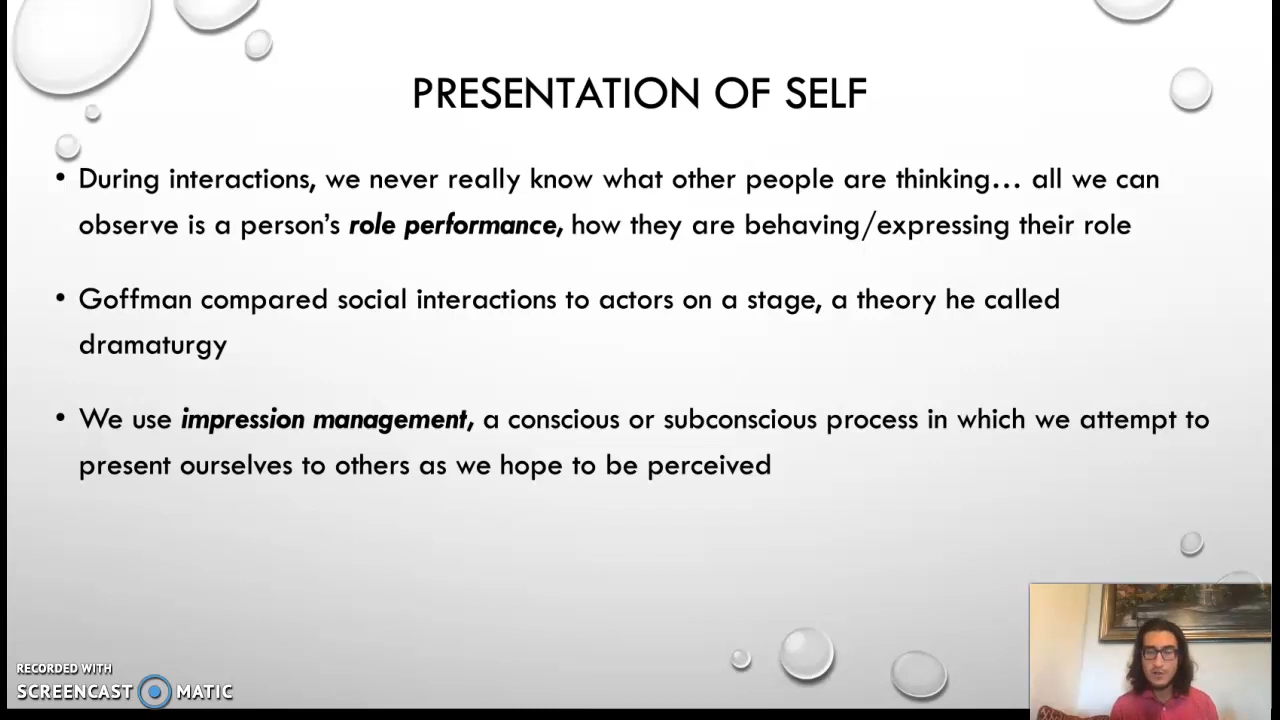 PRESENTATION OF SELF
• During interactions, we never really know what other people are thinking… all we can
observe is a person’s role performance, how they are behaving/expressing their role
• Goffman compared social interactions to actors on a stage, a theory he called
dramaturgy
• We use impression management, a conscious or subconscious process in which we attempt to
present ourselves to others as we hope to be perceived
RECORDED WITH
SCREENCAST MATIC